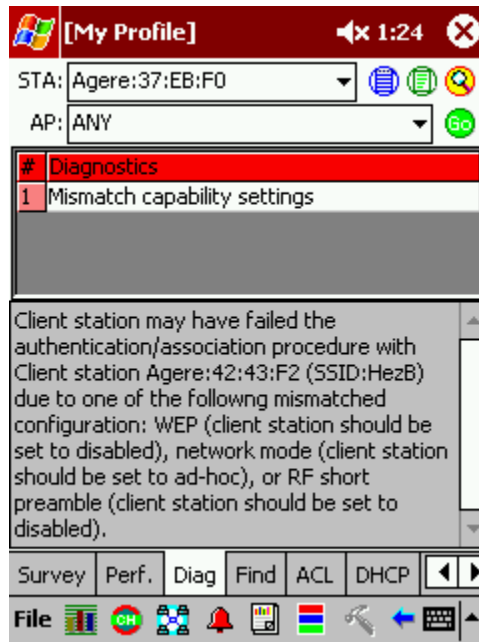 [My Profile] 1:24
STA: Agere:37:EB:F0
AP: ANY Go
# Diagnostics
1 Mismatch capability settings
Client station may have failed the
authentication/association procedure with
Client station Agere:42:43:F2 (SSID:HezB)
due to one of the followng mismatched
configuration: WEP (client station should be
set to disabled), network mode (client station
should be set to ad-hoc), or RF short
preamble (client station should be set to
disabled).
Survey Perf. Diag Find ACL DHCP
File CH